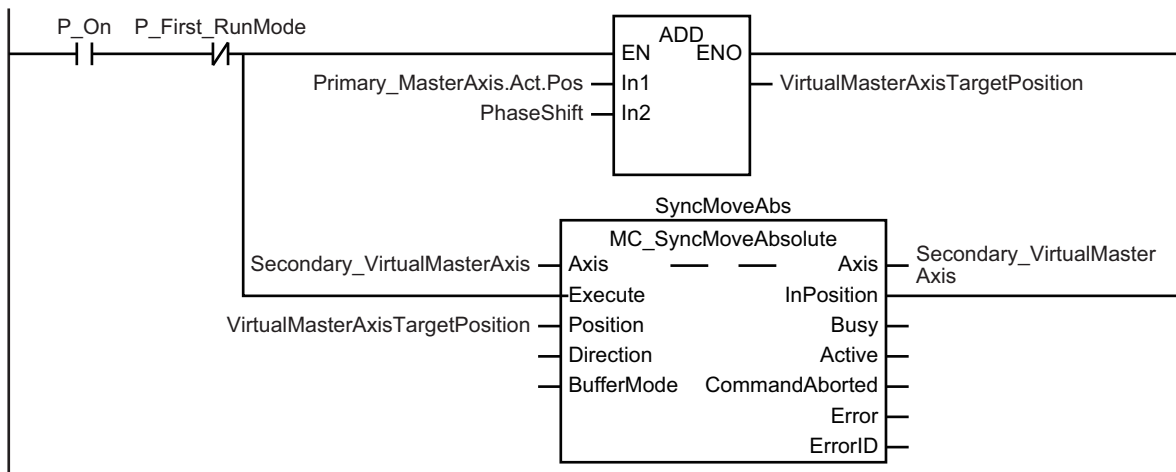 P_On P_First_RunMode
ADD
EN ENO
Primary_MasterAxis.Act.Pos In1 VirtualMasterAxisTargetPosition
PhaseShift In2
SyncMoveAbs
MC_SyncMoveAbsolute
Secondary_VirtualMasterAxis Axis Axis Secondary_VirtualMaster
Axis
Execute InPosition
VirtualMasterAxisTargetPosition Position Busy
Direction Active
BufferMode CommandAborted
Error
ErrorID